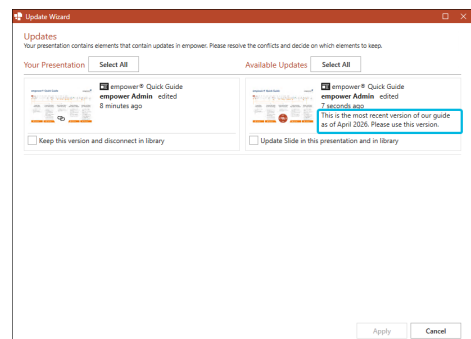 Update Wizard
Updates
Your presentation contains elements that contain updates in empower. Please resolve the conflicts and decide on which elements to keep.
Your Presentation Select All
Available Updates Select All
empower® Quick Guide
empower Admin edited
8 minutes ago
Keep this version and disconnect in library
empower® Quick Guide
empower Admin edited
7 seconds ago
This is the most recent version of our guide
as of April 2026. Please use this version.
Update Slide in this presentation and in library
Apply Cancel